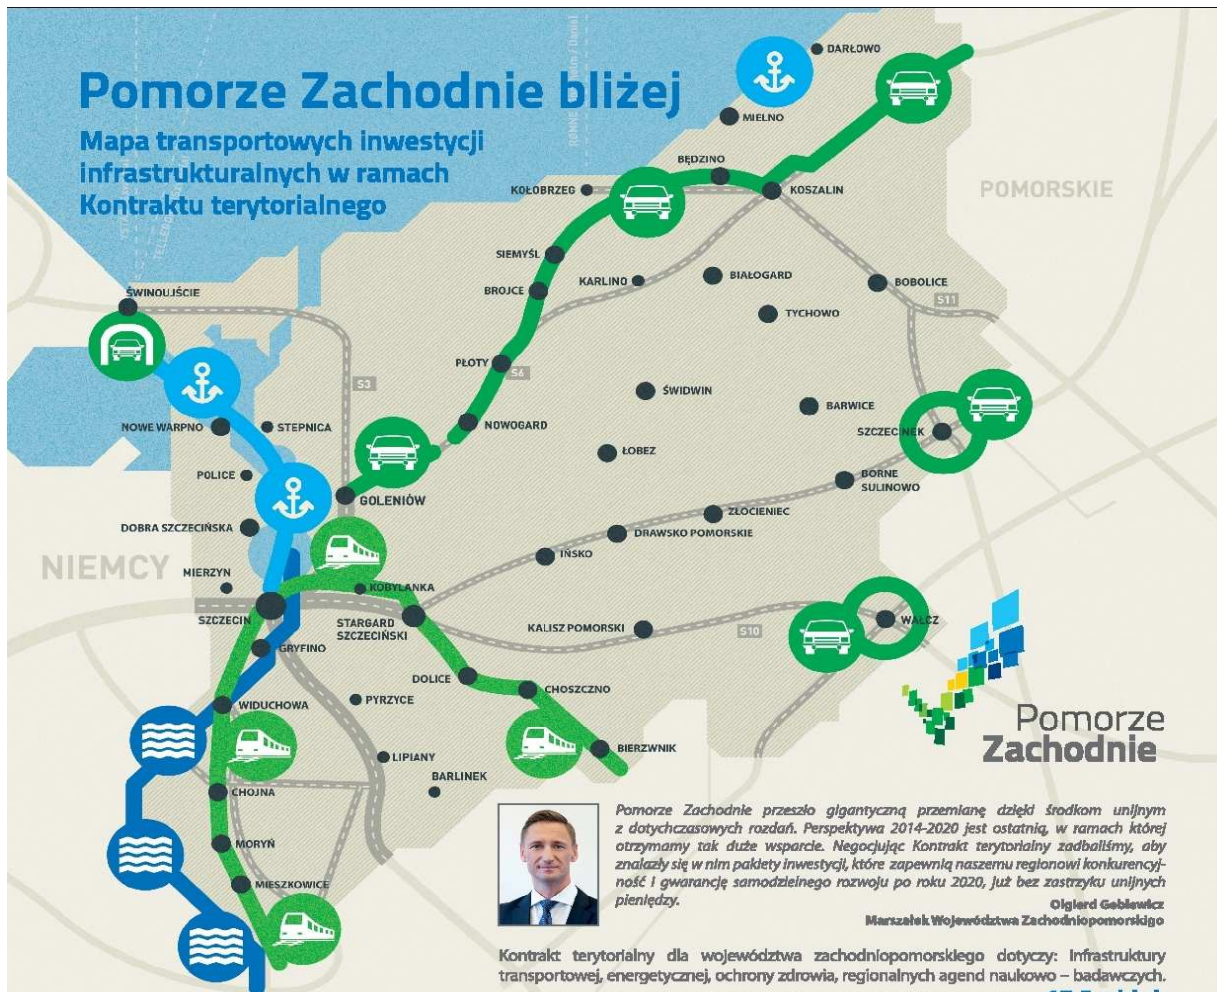 Pomorze Zachodnie bliżej
Mapa transportowych inwestycji
infrastrukturalnych w ramach
Kontraktu terytorialnego
DARŁOWO
MIELNO
BĘDZINO
KOŁOBRZEG
KOSZALIN
POMORSKIE
SIEMYŚL
KARLINO
BIAŁOGARD
BOBOLICE
BROJCE
S11
ŚWINOUJŚCIE
TYCHOWO
PŁOTY
S6
S3
ŚWIDWIN
BARWICE
NOWE WARPNO
STEPNICA
NOWOGARD
SZCZECINEK
ŁOBEZ
POLICE
BORNE
SULINOWO
GOLENIÓW
ZŁOCIENIEC
DOBRA SZCZECIŃSKA
DRAWSKO POMORSKIE
IŃSKO
NIEMCY
MIERZYN
KOBYLANKA
SZCZECIN
STARGARD
SZCZECIŃSKI
KALISZ POMORSKI
S10
WAŁCZ
GRYFINO
DOLICE
CHOSZCZNO
WIDUCHOWA
PYRZYCE
Pomorze
Zachodnie
LIPIANY
BIERZWNIK
BARLINEK
CHOJNA
MORYŃ
MIESZKOWICE
Pomorze Zachodnie przeszło gigantyczną przemianę dzięki środkom unijnym
z dotychczasowych rozdań. Perspektywa 2014-2020 jest ostatnią, w ramach której
otrzymamy tak duże wsparcie. Negocjując Kontrakt terytorialny zadbaliśmy, aby
znalazły się w nim pakiety inwestycji, które zapewnią naszemu regionowi konkurencyj-
ność i gwarancję samodzielnego rozwoju po roku 2020, już bez zastrzyku unijnych
pieniędzy.
Olgierd Geblewicz
Marszałek Województwa Zachodniopomorskigo
Kontrakt terytorialny dla województwa zachodniopomorskiego dotyczy: Infrastruktury
transportowej, energetycznej, ochrony zdrowia, regionalnych agend naukowo – badawczych.